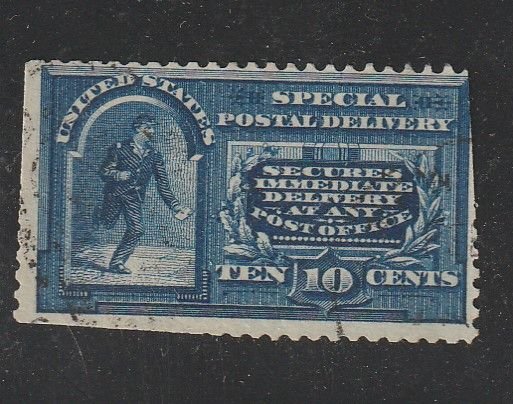 UNITED STATES
SPECIAL
POSTAL DELIVERY
SECURES
IMMEDIATE
DELIVERY
AT ANY
POST OFFICE
TEN 10 CENTS